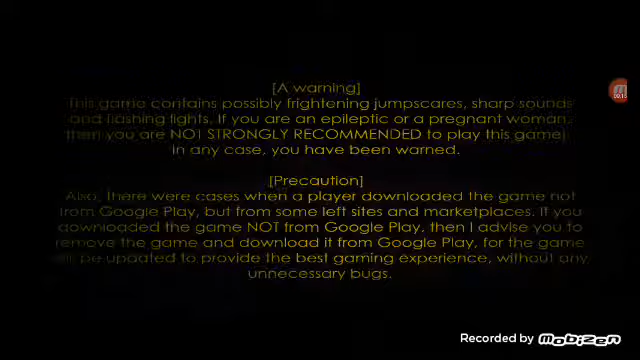 [A warning]
This game contains possibly frightening jumpscares, sharp sounds
and flashing lights. If you are an epileptic or a pregnant woman,
then you are NOT STRONGLY RECOMMENDED to play this game!
In any case, you have been warned.
[Precaution]
Also, there were cases when a player downloaded the game not
from Google Play, but from some left sites and marketplaces. If you
downloaded the game NOT from Google Play, then I advise you to
remove the game and download it from Google Play, for the game
will be updated to provide the best gaming experience, without any
unnecessary bugs.
Recorded by MOBIZEN